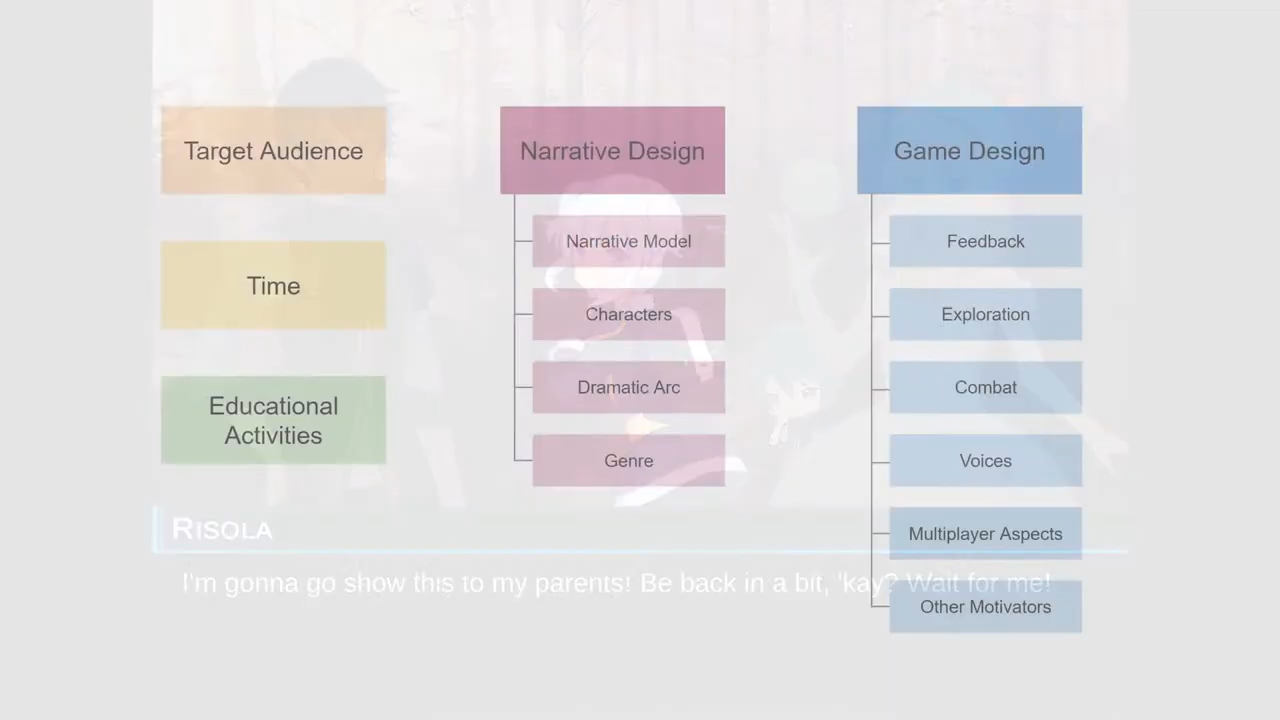 Target Audience
Time
Educational
Activities
Narrative Design
Narrative Model
Characters
Dramatic Arc
Genre
Game Design
Feedback
Exploration
Combat
Voices
Multiplayer Aspects
Other Motivators
RISOLA
I'm gonna go show this to my parents! Be back in a bit, 'kay? Wait for me!